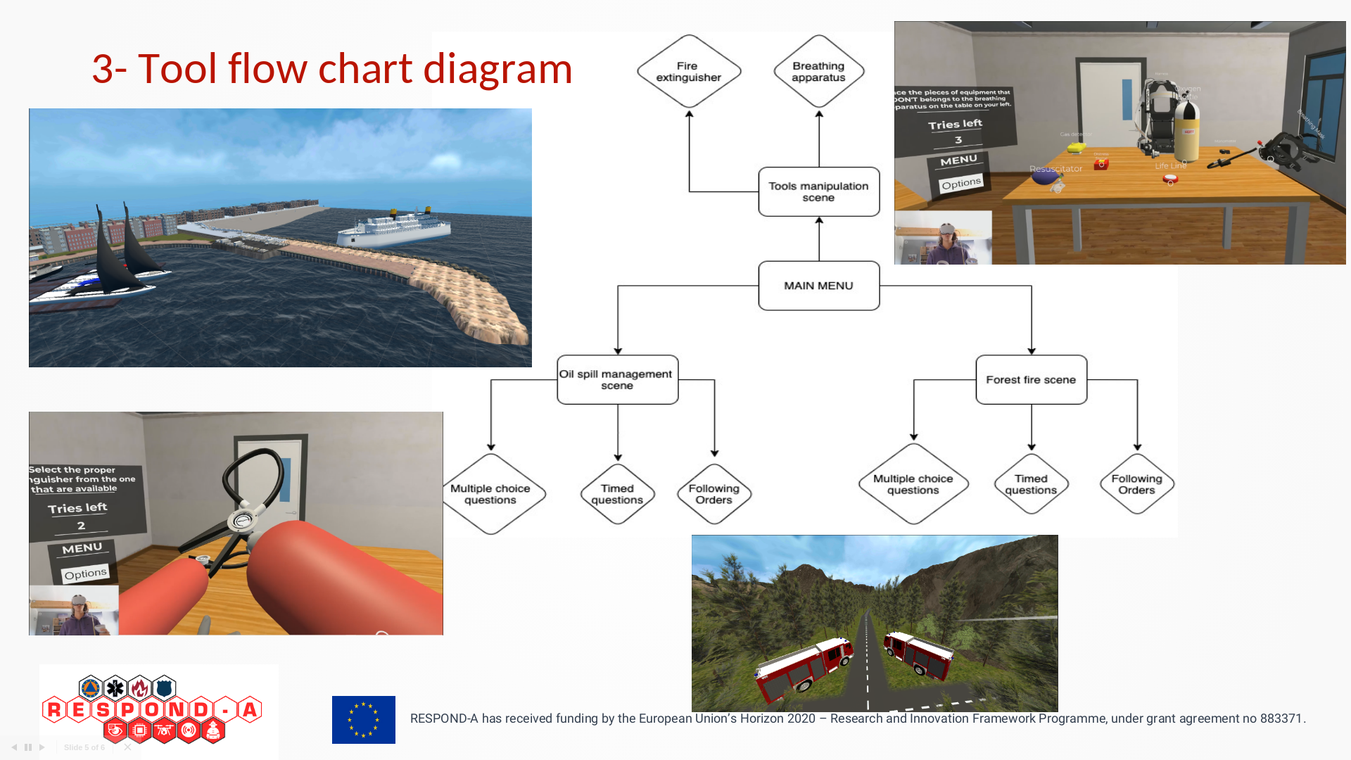 3- Tool flow chart diagram
Fire
extinguisher
Breathing
apparatus
Tools manipulation
scene
MAIN MENU
Oil spill management
scene
Forest fire scene
Multiple choice
questions
Timed
questions
Following
Orders
Multiple choice
questions
Timed
questions
Following
Orders
ce the pieces of equipment that
DON'T belongs to the breathing
paratus on the table on your left.
Tries left
3
MENU
Options
Resuscitator
Life Line
Select the proper
nguisher from the one
that are available
Tries left
2
MENU
Options
RESPOND-A
RESPOND-A has received funding by the European Union's Horizon 2020 – Research and Innovation Framework Programme, under grant agreement no 883371.
Slide 5 of 6